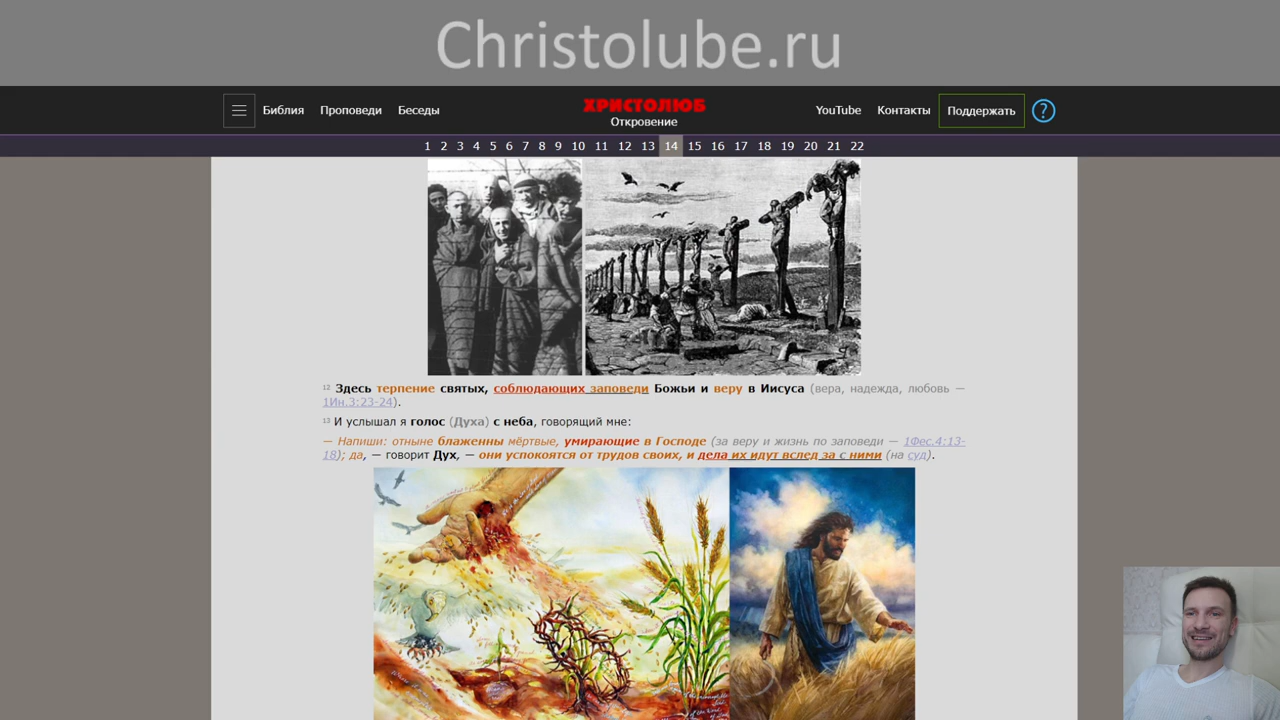 Christolube.ru
Библия Проповеди Беседы ХРИСТОЛЮБ YouTube Контакты Поддержать ?
Откровение
1 2 3 4 5 6 7 8 9 10 11 12 13 14 15 16 17 18 19 20 21 22
12 Здесь терпение святых, соблюдающих заповеди Божьи и веру в Иисуса (вера, надежда, любовь —
1Ин.3:23-24).
13 И услышал я голос (Духа) с неба, говорящий мне:
— Напиши: отныне блаженны мёртвые, умирающие в Господе (за веру и жизнь по заповеди — 1Фес.4:13-
18); да, — говорит Дух, — они успокоятся от трудов своих, и дела их идут вслед за с ними (на суд).